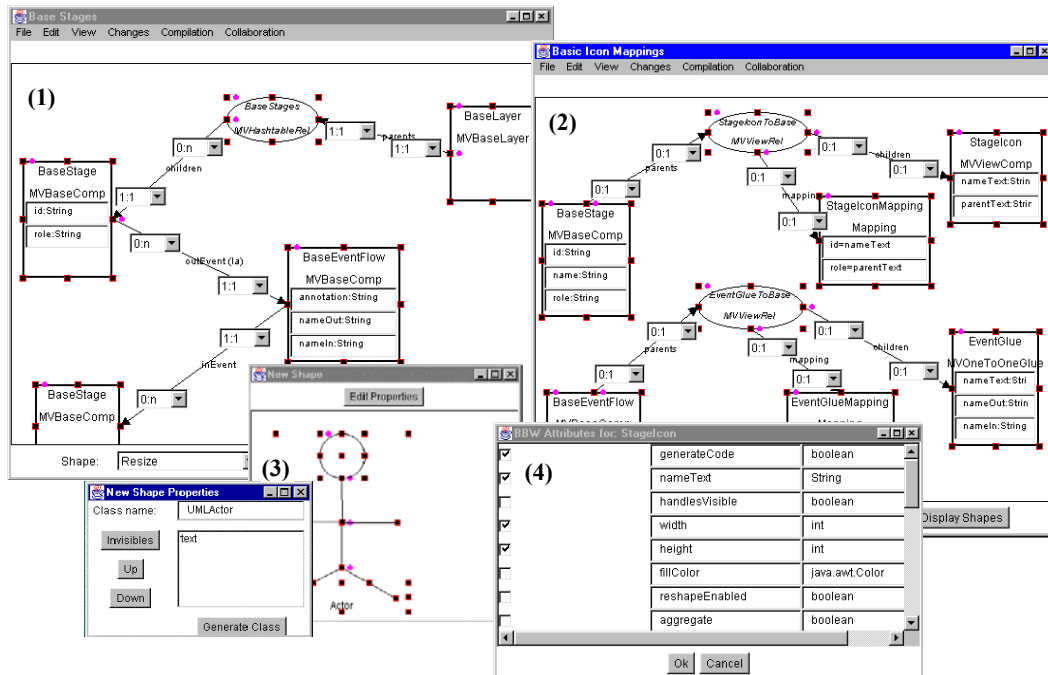 Base Stages
File Edit View Changes Compilation Collaboration
(1)
BaseStages
MVHashtableRel
1:1
parents
1:1
BaseLayer
MVBaseLayer
0:n
children
1:1
BaseStage
MVBaseComp
id:String
role:String
0:n
outEvent (la)
1:1
BaseEventFlow
MVBaseComp
annotation:String
nameOut:String
nameIn:String
1:1
inEvent
0:n
BaseStage
MVBaseComp
Shape: Resize
Basic Icon Mappings
File Edit View Changes Compilation Collaboration
(2)
StageIconToBase
MVViewRel
0:1
parents
0:1
0:1
children
0:1
StageIcon
MVViewComp
nameText:Strin
parentText:Strir
0:1
mapping
0:1
BaseStage
MVBaseComp
id:String
name:String
role:String
StageIconMapping
Mapping
id=nameText
role=parentText
EventGlueToBase
MVViewRel
0:1
parents
0:1
0:1
mapping
0:1
0:1
children
0:1
EventGlue
MVOneToOneGlue
nameText:Stri
nameOut:String
nameIn:String
BaseEventFlow
EventGlueMapping
Display Shapes
New Shape
Edit Properties
(3)
Actor
New Shape Properties
Class name: UMLActor
Invisibles
text
Up
Down
Generate Class
BBW Attributes for: StageIcon
(4)
generateCode boolean
nameText String
handlesVisible boolean
width int
height int
fillColor java.awt.Color
reshapeEnabled boolean
aggregate boolean
Ok Cancel